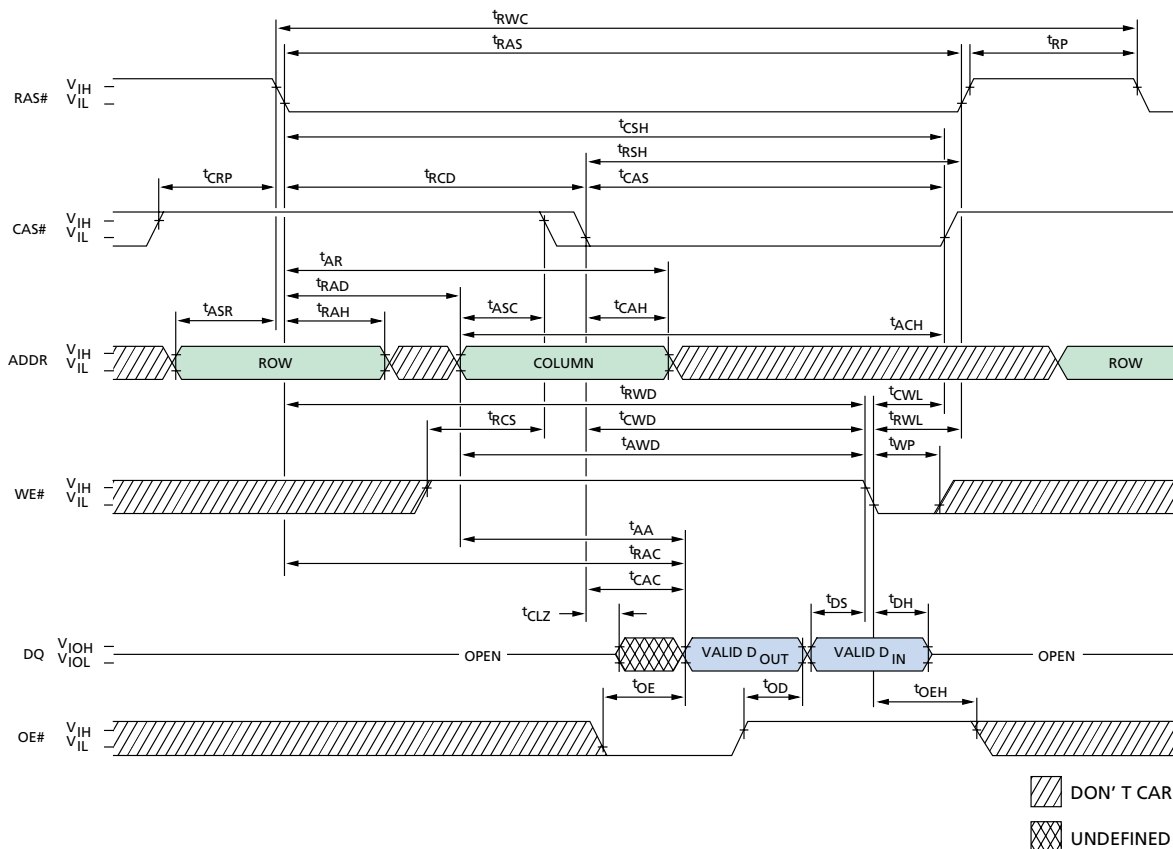 tRWC
tRAS
tRP
RAS#
VIH
VIL
tCSH
tRSH
tCRP
tRCD
tCAS
CAS#
VIH
VIL
tAR
tRAD
tASC
tCAH
tASR
tRAH
tACH
ADDR
VIH
VIL
ROW
COLUMN
ROW
tRWD
tCWL
tRCS
tCWD
tRWL
tAWD
tWP
WE#
VIH
VIL
tAA
tRAC
tCAC
tCLZ
tDS
tDH
DQ
VIOH
VIOL
OPEN
VALID D OUT
VALID D IN
OPEN
tOE
tOD
tOEH
OE#
VIH
VIL
DON' T CAR
UNDEFINED